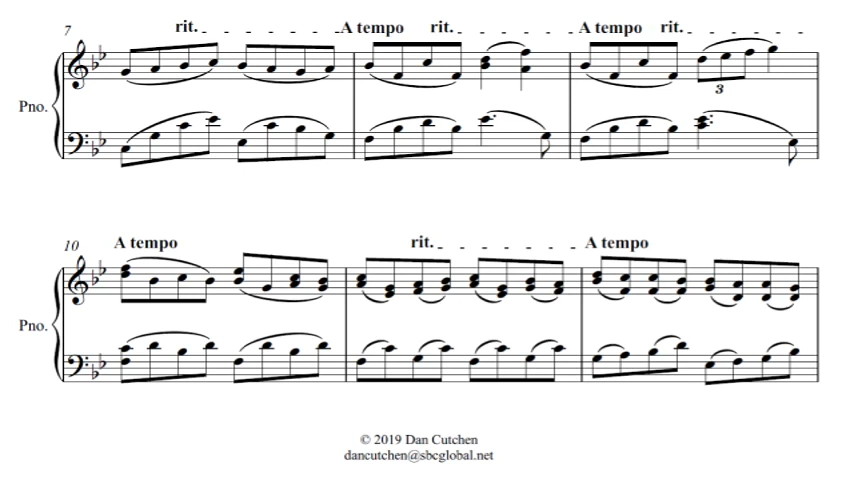 7 rit. A tempo rit. A tempo rit.
Pno.
3
10 A tempo rit. A tempo
Pno.
© 2019 Dan Cutchen
dancutchen@sbcglobal.net